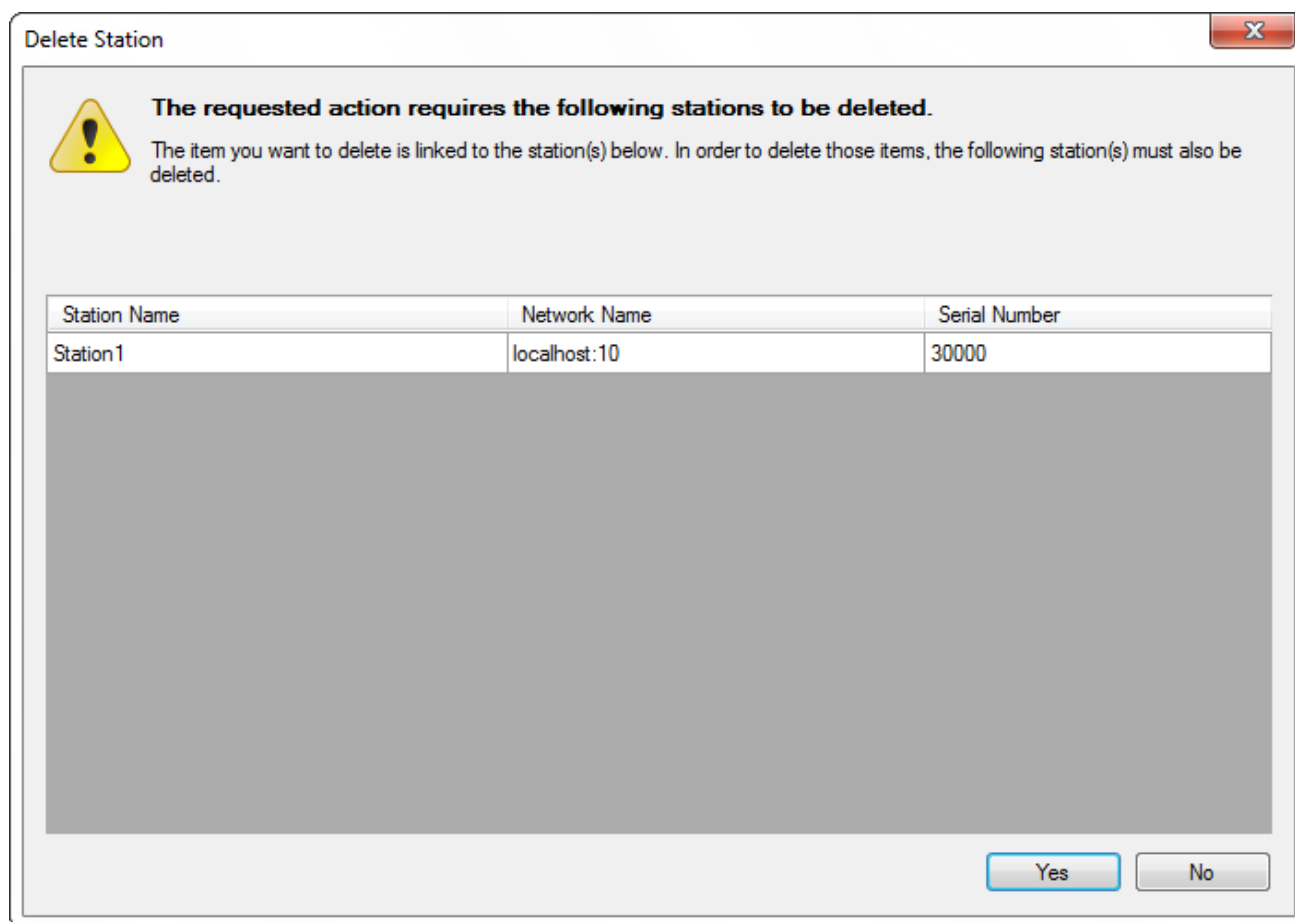 Delete Station
The requested action requires the following stations to be deleted.
The item you want to delete is linked to the station(s) below. In order to delete those items, the following station(s) must also be
deleted.
Station Name Network Name Serial Number
Station1 localhost:10 30000
Yes No